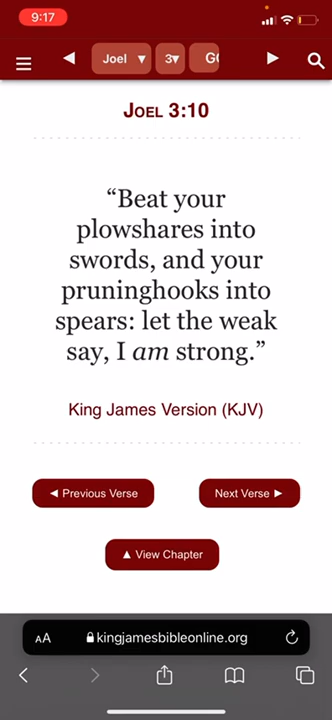 9:17
Joel ▼ 3▼ G
JOEL 3:10
“Beat your
plowshares into
swords, and your
pruninghooks into
spears: let the weak
say, I am strong.”
King James Version (KJV)
◄ Previous Verse
Next Verse ►
▲ View Chapter
AA kingjamesbibleonline.org